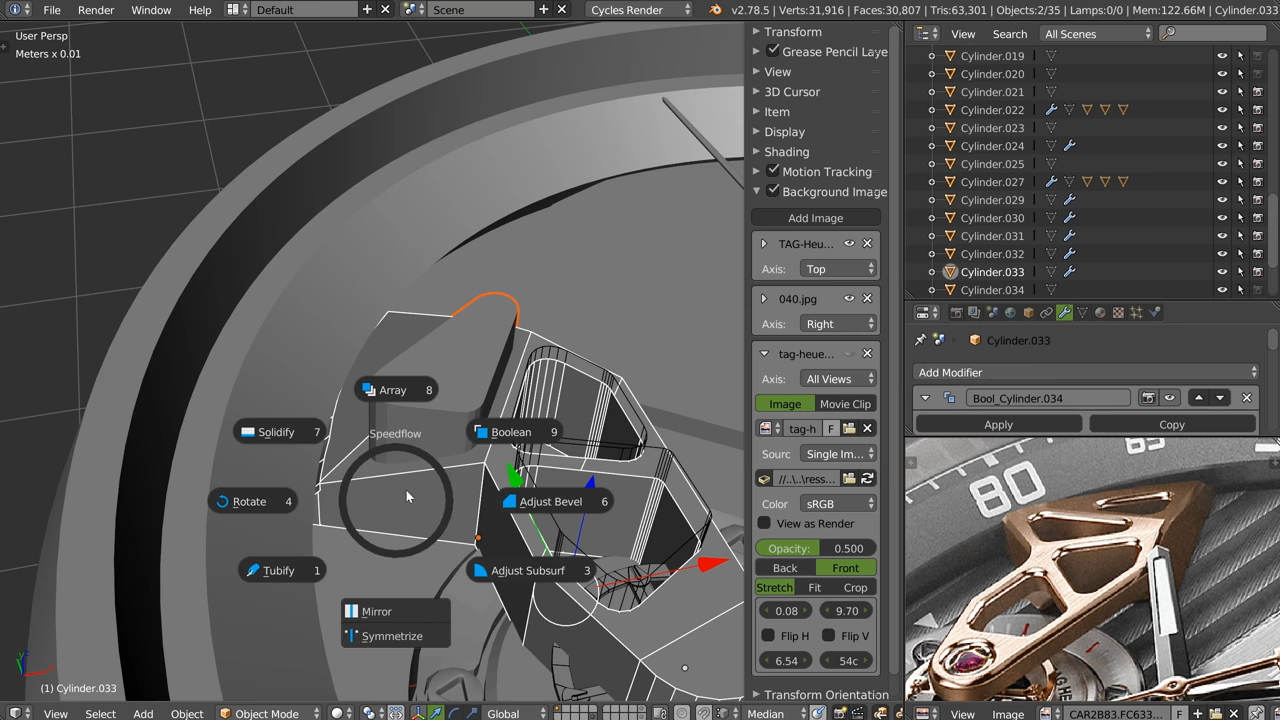 File Edit Render Window Help Default Scene Cycles Render v2.78.5 | Verts:31,916 | Faces:30,807 | Tris:63,301 | Objects:2/35 | Lamps:0/0 | Mem:122.66M | Cylinder.033
User Persp
Meters x 0.01
Array 8
Speedflow
Solidify 7
Boolean 9
Rotate 4
Adjust Bevel 6
Tubify 1
Adjust Subsurf 3
Mirror
Symmetrize
(1) Cylinder.033
View Select Add Object Object Mode Global Median
Transform
Grease Pencil Laye
View
3D Cursor
Item
Display
Shading
Motion Tracking
Background Image
Add Image
TAG-Heu...
Axis: Top
040.jpg
Axis: Right
tag-heue...
Axis: All Views
Image Movie Clip
tag-h F
Sourc Single Im...
//..\..\ress...
Color sRGB
View as Render
Opacity: 0.500
Back Front
Stretch Fit Crop
0.08 9.70
Flip H Flip V
6.54 54c
Transform Orientation
View Search All Scenes
Cylinder.019
Cylinder.020
Cylinder.021
Cylinder.022
Cylinder.023
Cylinder.024
Cylinder.025
Cylinder.027
Cylinder.029
Cylinder.030
Cylinder.031
Cylinder.032
Cylinder.033
Cylinder.034
Cylinder.033
Add Modifier
Bool_Cylinder.034
Apply Copy
80
View Image CAR2B83.FC633...